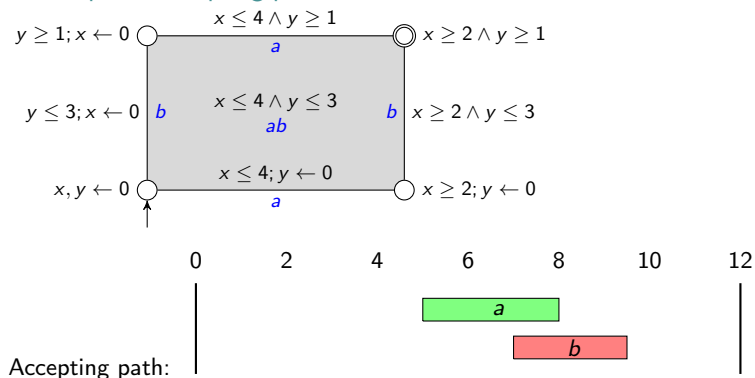 x ≤ 4 ∧ y ≥ 1
y ≥ 1; x ← 0
x ≥ 2 ∧ y ≥ 1
a
x ≤ 4 ∧ y ≤ 3
y ≤ 3; x ← 0
b
ab
b
x ≥ 2 ∧ y ≤ 3
x ≤ 4; y ← 0
x, y ← 0
x ≥ 2; y ← 0
a
0 2 4 6 8 10 12
a
b
Accepting path: